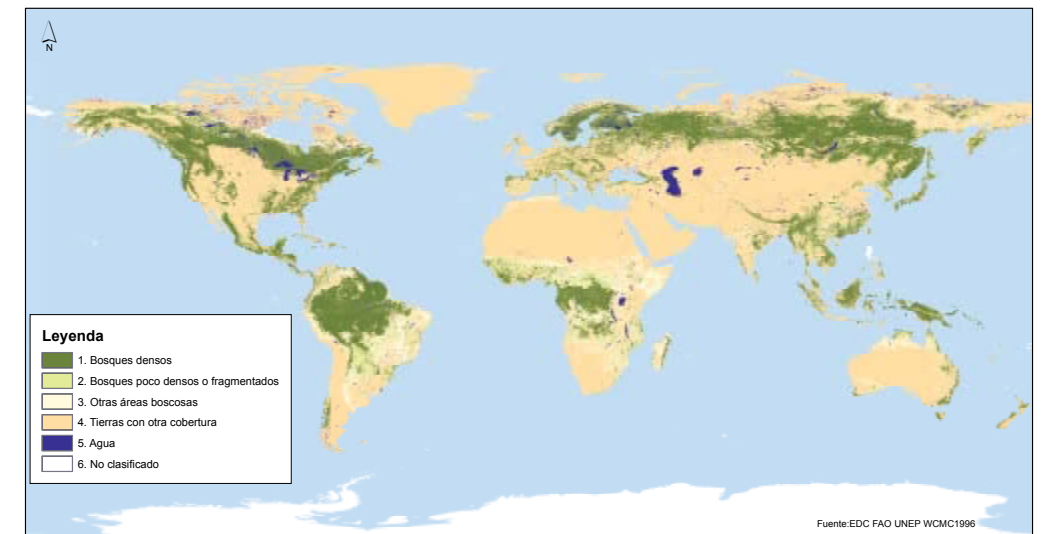 N
Leyenda
1. Bosques densos
2. Bosques poco densos o fragmentados
3. Otras áreas boscosas
4. Tierras con otra cobertura
5. Agua
6. No clasificado
Fuente:EDC FAO UNEP WCMC1996